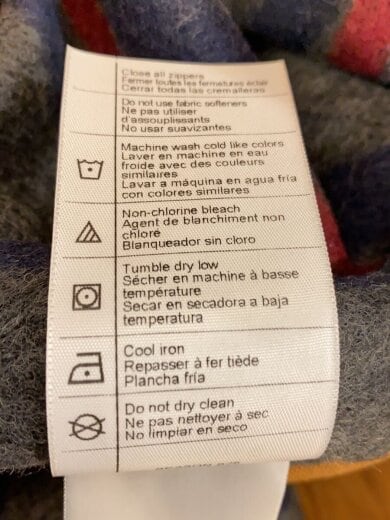 Close all zippers
Fermer toutes les fermetures éclair
Cerrar todas las cremalleras
Do not use fabric softeners
Ne pas utiliser
d'assouplissants
No usar suavizantes
Machine wash cold like colors
Laver en machine en eau
froide avec des couleurs
similaires
Lavar a máquina en agua fría
con colores similares
Non-chlorine bleach
Agent de blanchiment non
chloré
Blanqueador sin cloro
Tumble dry low
Sécher en machine à basse
température
Secar en secadora a baja
temperatura
Cool iron
Repasser à fer tiède
Plancha fría
Do not dry clean
Ne pas nettoyer à sec
No limpiar en seco